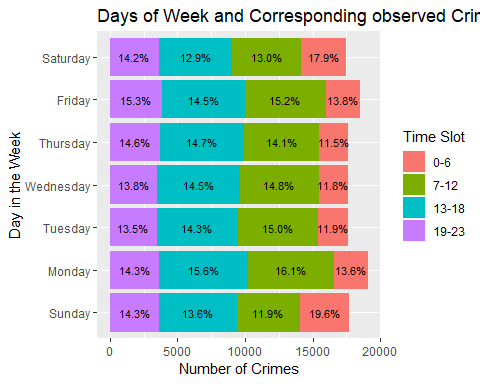 Days of Week and Corresponding observed Cri
Saturday 14.2% 12.9% 13.0% 17.9%
Friday 15.3% 14.5% 15.2% 13.8%
Thursday 14.6% 14.7% 14.1% 11.5%
Wednesday 13.8% 14.5% 14.8% 11.8%
Tuesday 13.5% 14.3% 15.0% 11.9%
Monday 14.3% 15.6% 16.1% 13.6%
Sunday 14.3% 13.6% 11.9% 19.6%
0 5000 10000 15000 20000
Number of Crimes
Day in the Week
Time Slot
0-6
7-12
13-18
19-23